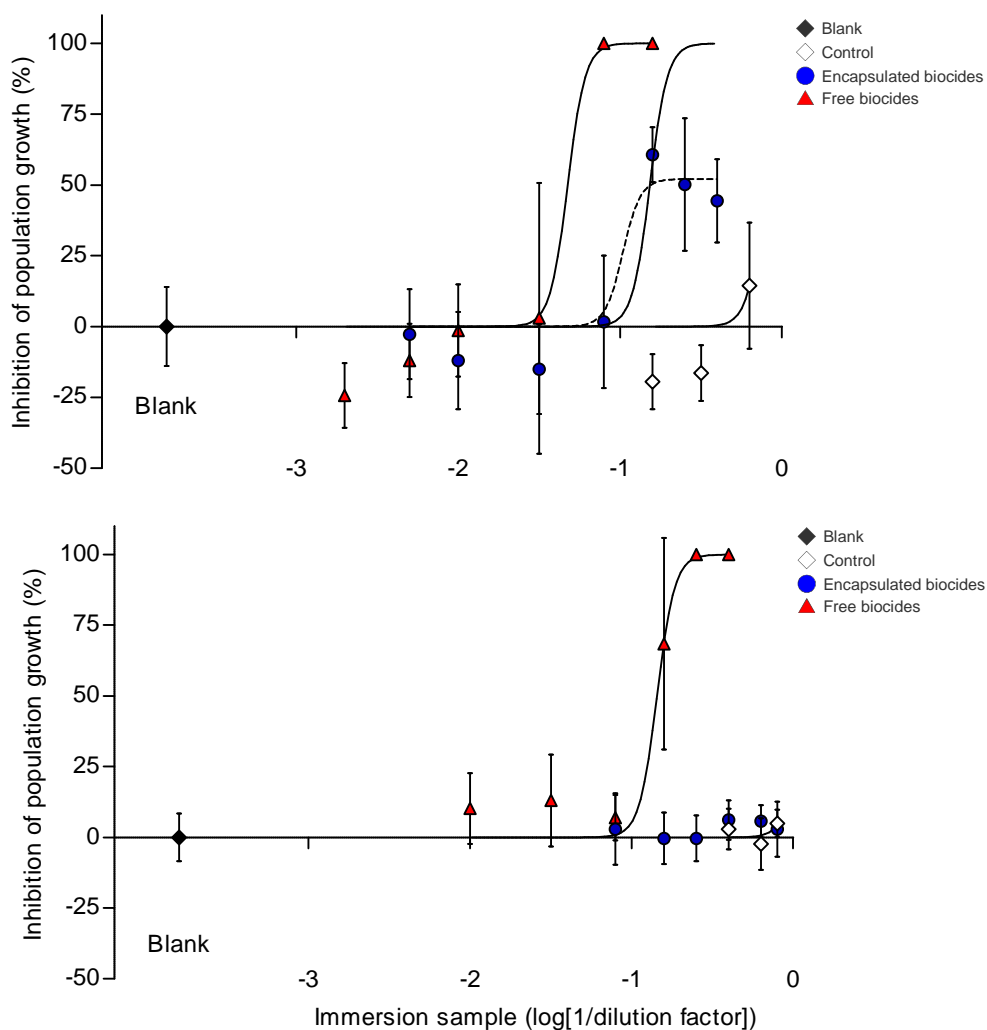 Inhibition of population growth (%)
100
75
50
25
0
-25
-50
Blank
-3
-2
-1
0
Blank
Control
Encapsulated biocides
Free biocides
Inhibition of population growth (%)
100
75
50
25
0
-25
-50
Blank
-3
-2
-1
0
Immersion sample (log[1/dilution factor])
Blank
Control
Encapsulated biocides
Free biocides